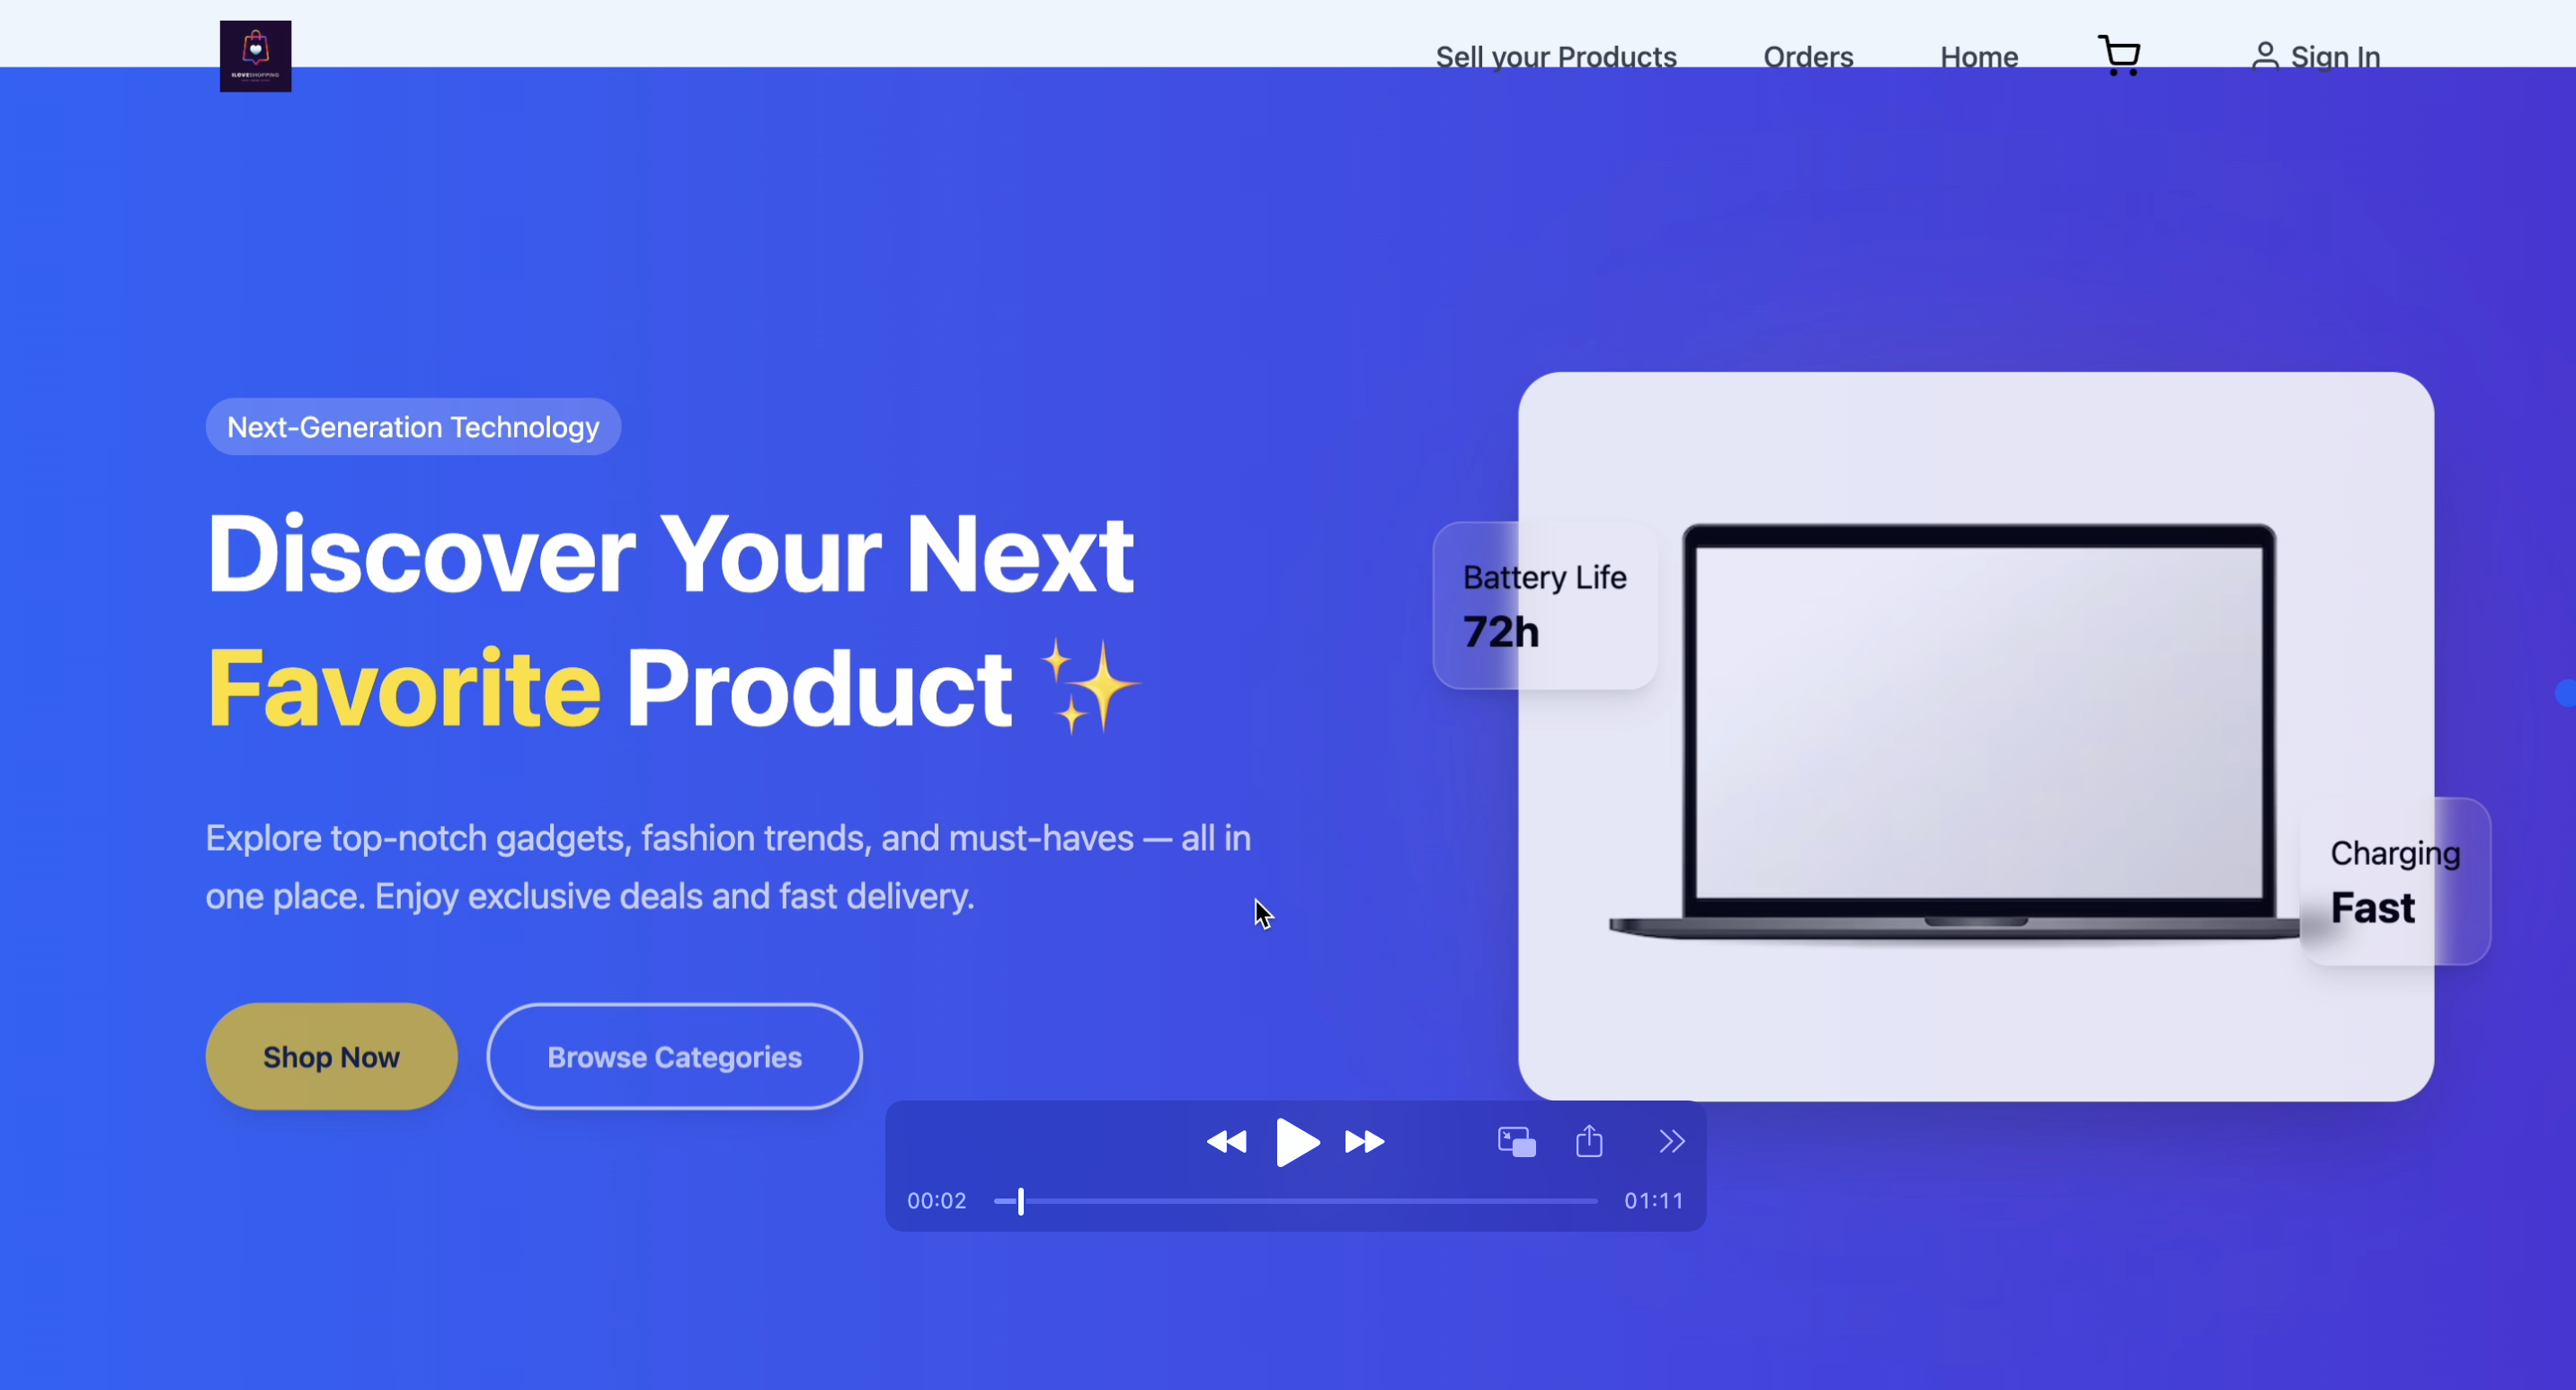 ILOVESHOPPING
Sell your Products
Orders
Home
Sign In
Next-Generation Technology
Discover Your Next
Favorite Product ✨
Explore top-notch gadgets, fashion trends, and must-haves — all in
one place. Enjoy exclusive deals and fast delivery.
Shop Now
Browse Categories
Battery Life
72h
Charging
Fast
00:02
01:11